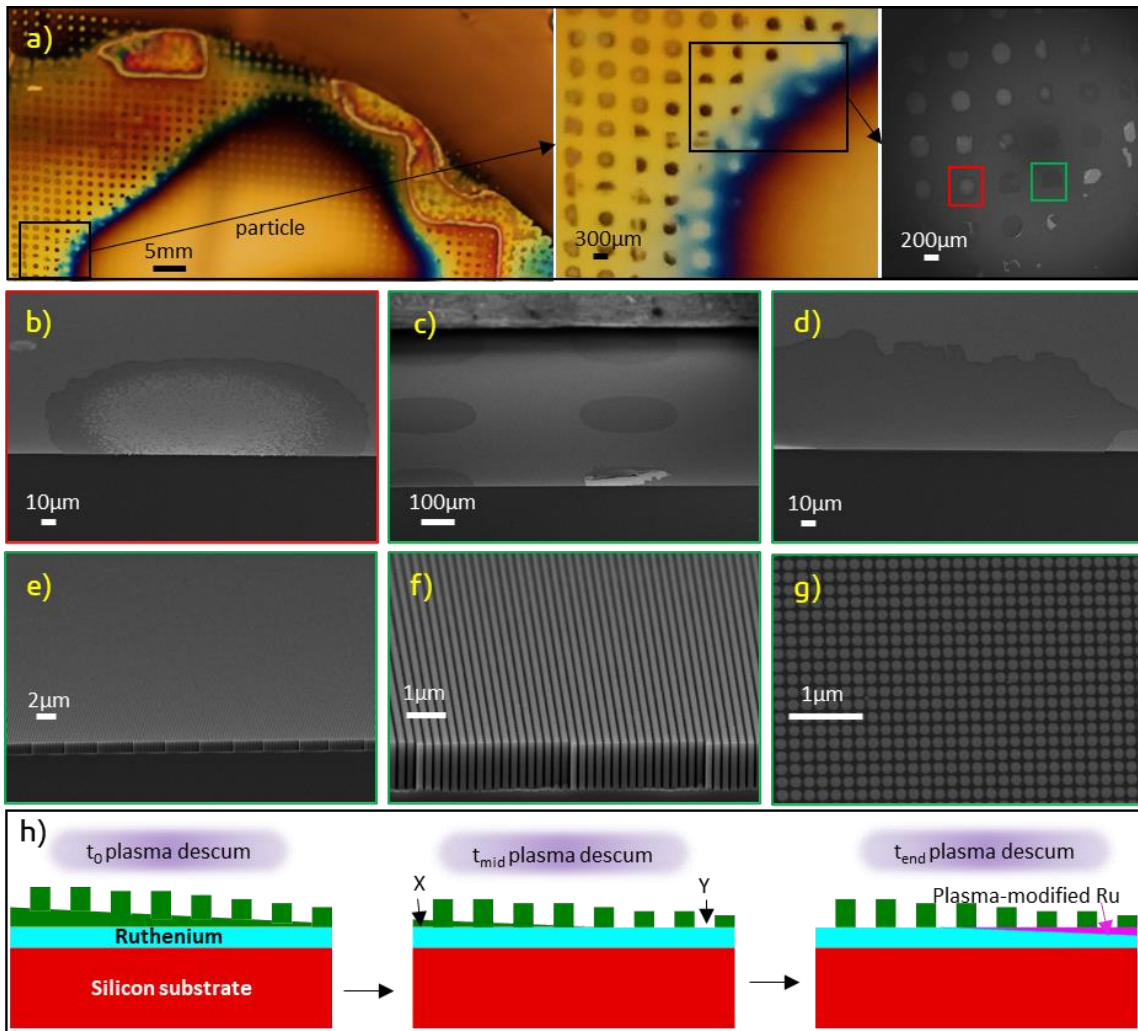 a)
particle
5mm
300µm
200µm
b)
10µm
c)
100µm
d)
10µm
e)
2µm
f)
1µm
g)
1µm
h)
t0 plasma descum
tmid plasma descum
tend plasma descum
X
Y
Plasma-modified Ru
Ruthenium
Silicon substrate